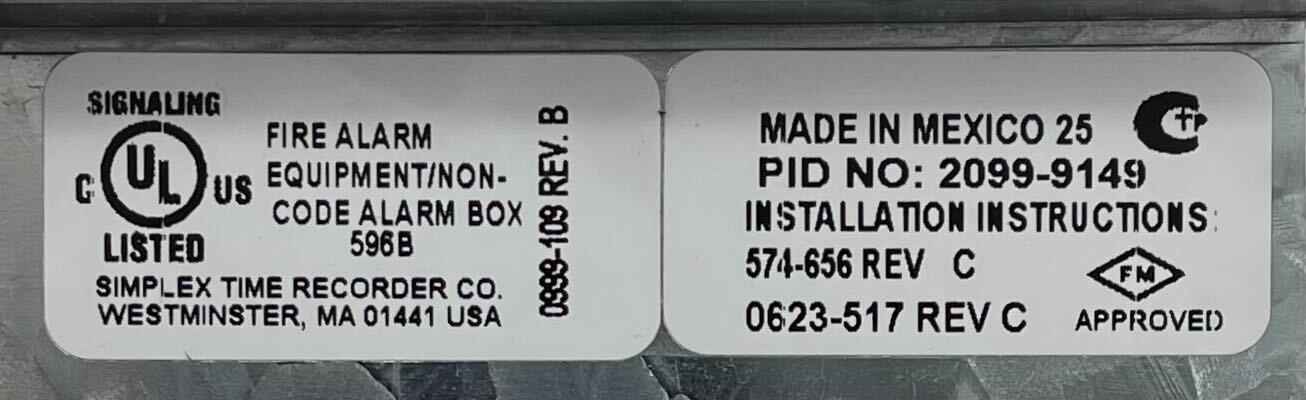 SIGNALING
C UL US
LISTED
FIRE ALARM
EQUIPMENT/NON-
CODE ALARM BOX
596B
SIMPLEX TIME RECORDER CO.
WESTMINSTER, MA 01441 USA
0999-109 REV. B
MADE IN MEXICO 25
PID NO: 2099-9149
INSTALLATION INSTRUCTIONS:
574-656 REV C
0623-517 REV C
FM
APPROVED